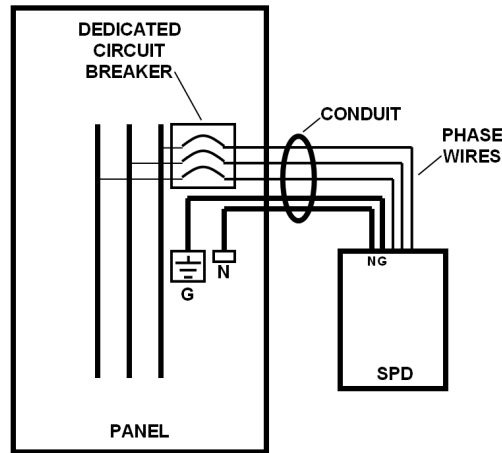 DEDICATED
CIRCUIT
BREAKER
CONDUIT
PHASE
WIRES
N G
N
G
SPD
PANEL